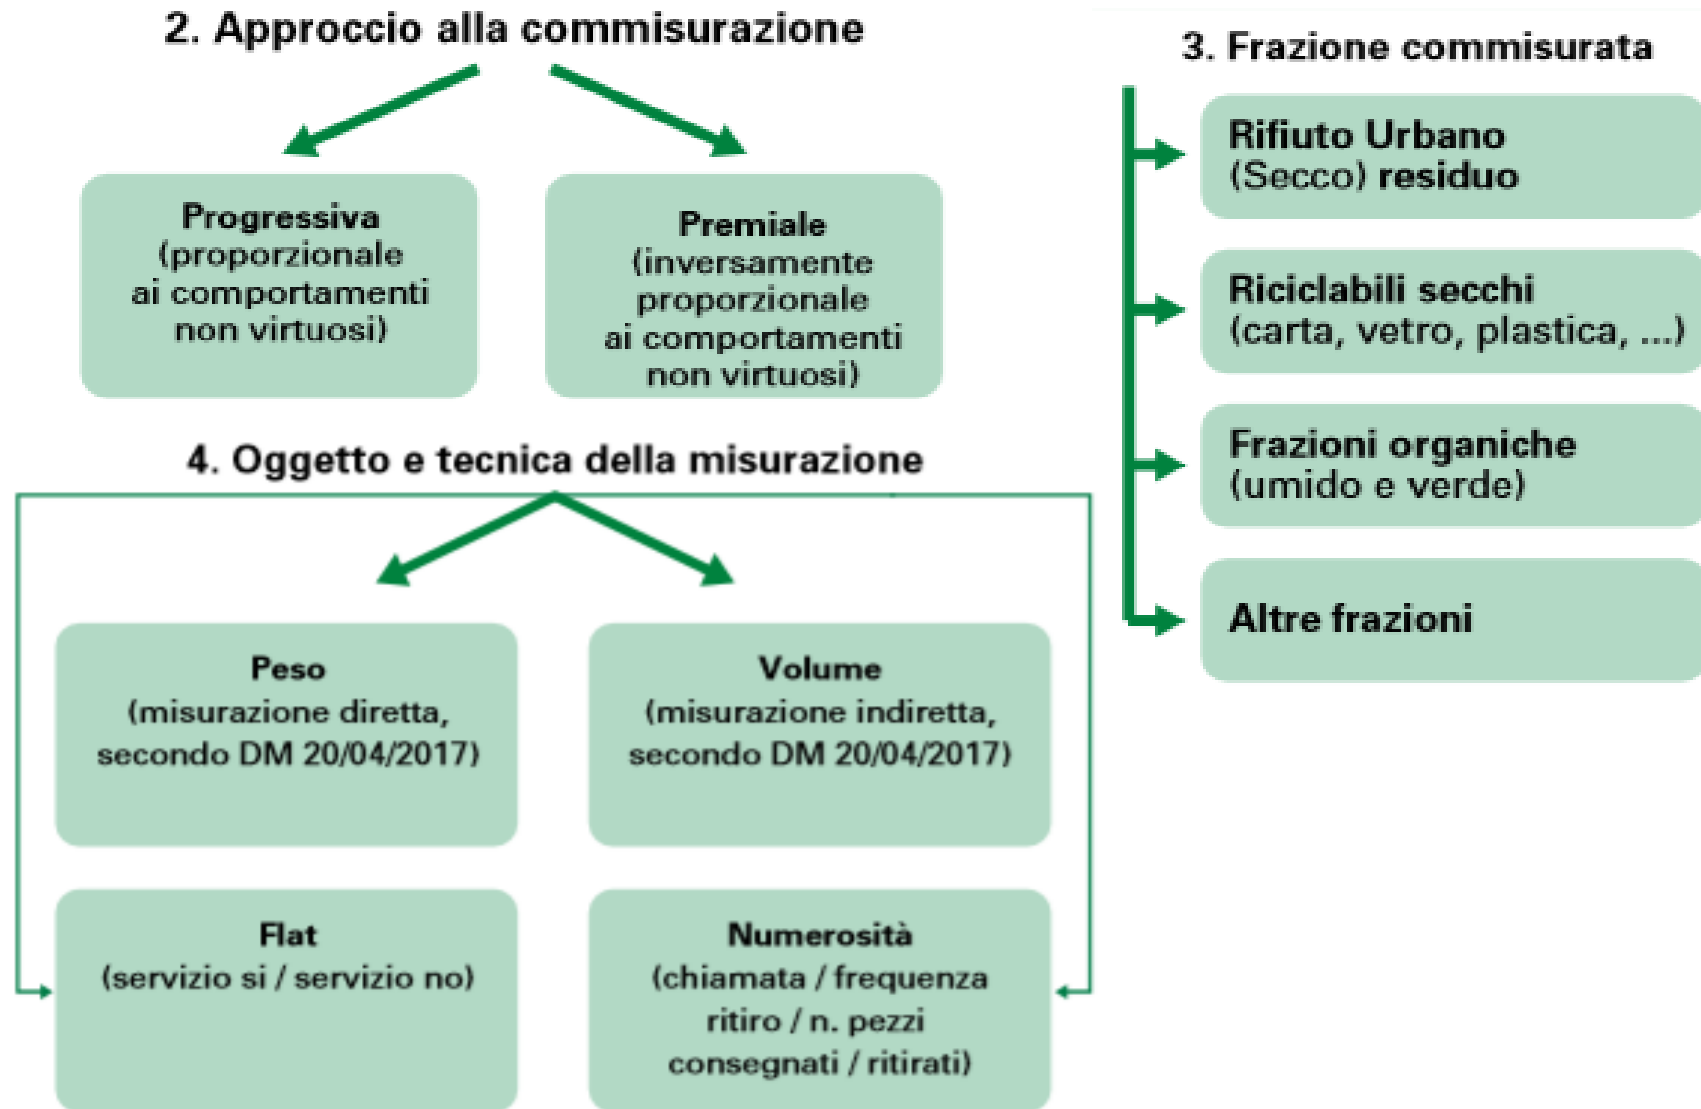 2. Approccio alla commisurazione
Progressiva
(proporzionale
ai comportamenti
non virtuosi)
Premiale
(inversamente
proporzionale
ai comportamenti
non virtuosi)
3. Frazione commisurata
Rifiuto Urbano
(Secco) residuo
Riciclabili secchi
(carta, vetro, plastica, ...)
Frazioni organiche
(umido e verde)
Altre frazioni
4. Oggetto e tecnica della misurazione
Peso
(misurazione diretta,
secondo DM 20/04/2017)
Volume
(misurazione indiretta,
secondo DM 20/04/2017)
Flat
(servizio si / servizio no)
Numerosità
(chiamata / frequenza
ritiro / n. pezzi
consegnati / ritirati)